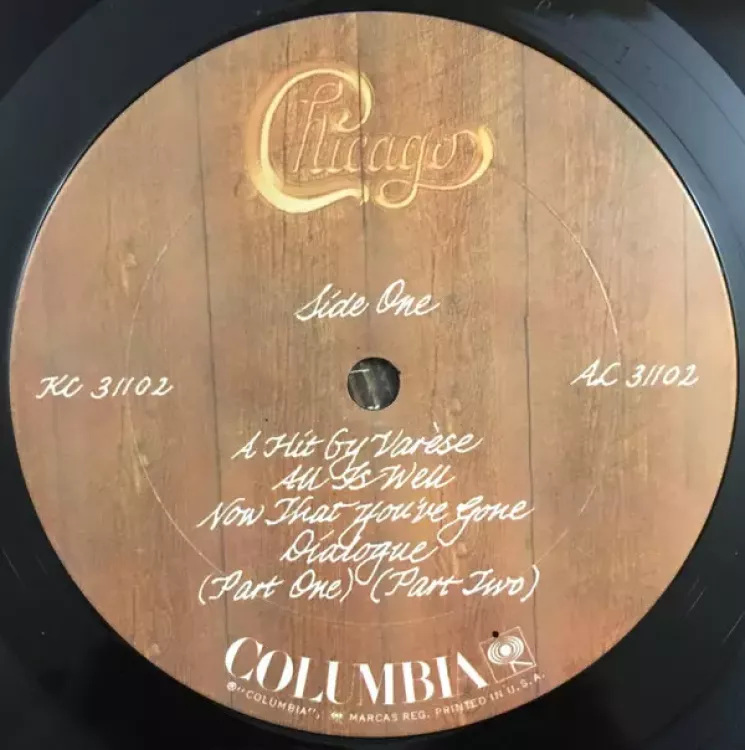 Chicago
Side One
KC 31102
AL 31102
A Hit By Varèse
All Is Well
Now That You've Gone
Dialogue
(Part One) (Part Two)
COLUMBIA
®"COLUMBIA", MARCAS REG. PRINTED IN U.S.A.